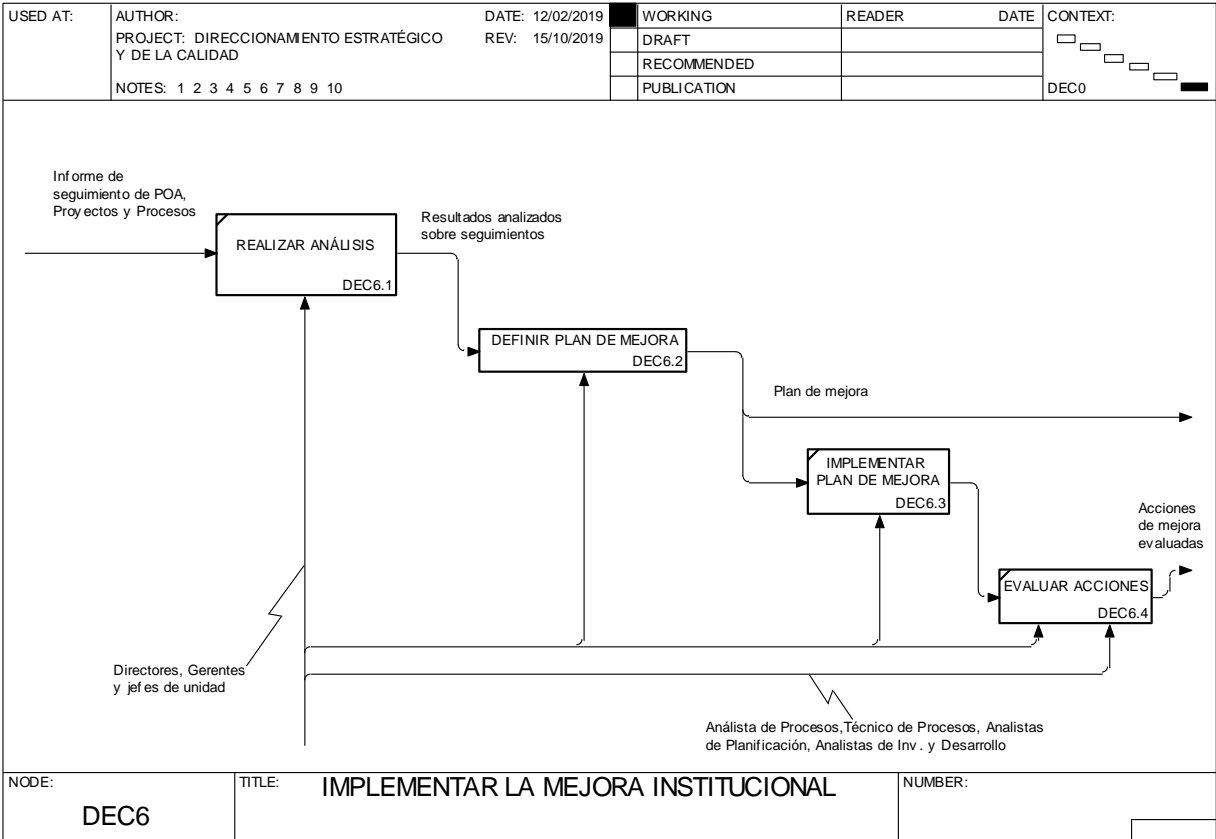 USED AT:
AUTHOR:
DATE: 12/02/2019
PROJECT: DIRECCIONAMIENTO ESTRATÉGICO
Y DE LA CALIDAD
REV: 15/10/2019
NOTES: 1 2 3 4 5 6 7 8 9 10
WORKING
DRAFT
RECOMMENDED
PUBLICATION
READER DATE
CONTEXT:
DEC0
Informe de
seguimiento de POA,
Proyectos y Procesos
REALIZAR ANÁLISIS
DEC6.1
Resultados analizados
sobre seguimientos
DEFINIR PLAN DE MEJORA
DEC6.2
Plan de mejora
IMPLEMENTAR
PLAN DE MEJORA
DEC6.3
Acciones
de mejora
evaluadas
EVALUAR ACCIONES
DEC6.4
Directores, Gerentes
y jefes de unidad
Análista de Procesos,Técnico de Procesos, Analistas
de Planificación, Analistas de Inv. y Desarrollo
NODE:
DEC6
TITLE:
IMPLEMENTAR LA MEJORA INSTITUCIONAL
NUMBER: